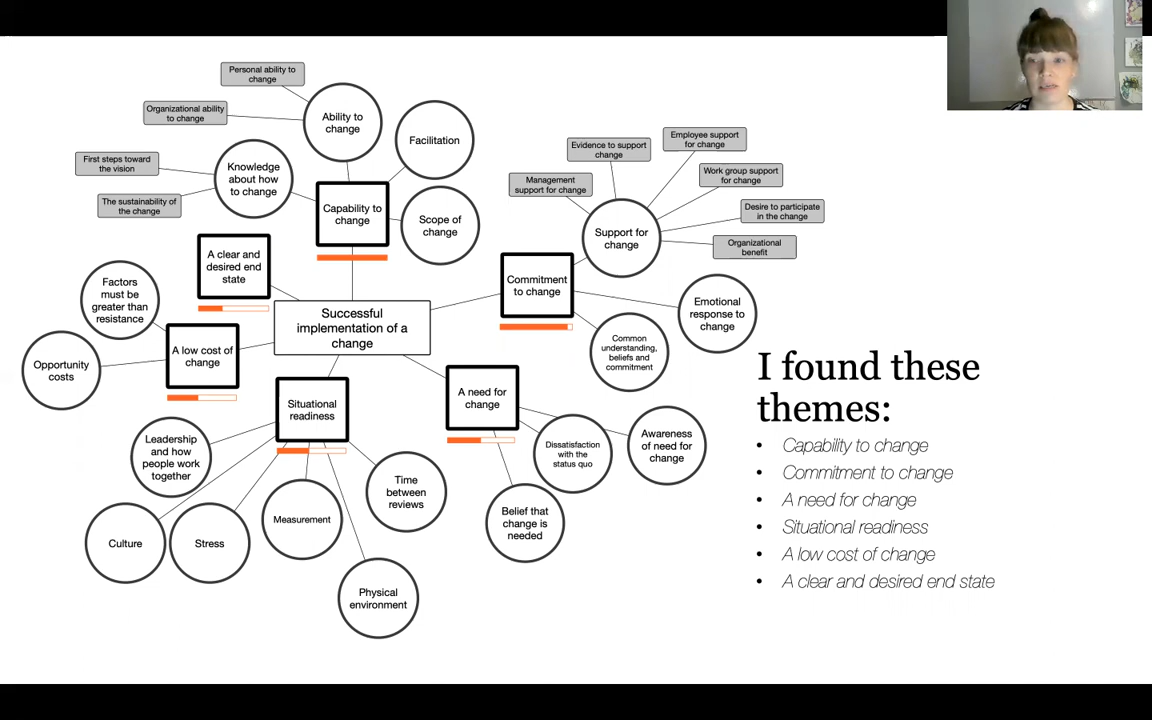 Personal ability to
change
Organizational ability
to change
Ability to
change
Facilitation
First steps toward
the vision
The sustainability of
the change
Knowledge
about how
to change
Capability to
change
Scope of
change
Evidence to support
change
Employee support
for change
Management
support for change
Work group support
for change
Desire to participate
in the change
Organizational
benefit
Support for
change
A clear and
desired end
state
Commitment
to change
Emotional
response to
change
Common
understanding,
beliefs and
commitment
Factors
must be
greater than
resistance
Successful
implementation of a
change
A low cost of
change
Opportunity
costs
Situational
readiness
A need for
change
Leadership
and how
people work
together
Culture
Stress
Measurement
Time
between
reviews
Physical
environment
Belief that
change is
needed
Dissatisfaction
with the
status quo
Awareness
of need for
change
I found these
themes:
• Capability to change
• Commitment to change
• A need for change
• Situational readiness
• A low cost of change
• A clear and desired end state